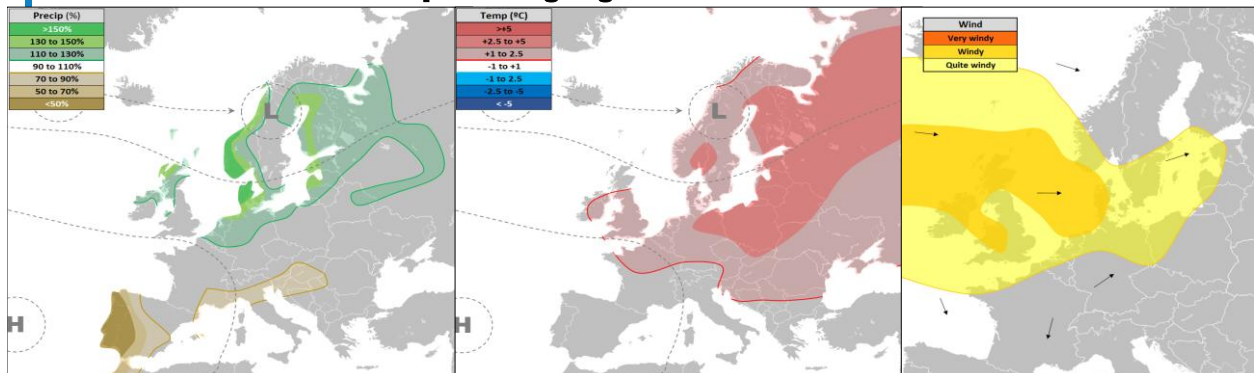 Precip (%)
>150%
130 to 150%
110 to 130%
90 to 110%
70 to 90%
50 to 70%
<50%
L
H
Temp (ºC)
>+5
+2.5 to +5
+1 to 2.5
-1 to +1
-1 to 2.5
-2.5 to -5
< -5
L
H
Wind
Very windy
Windy
Quite windy